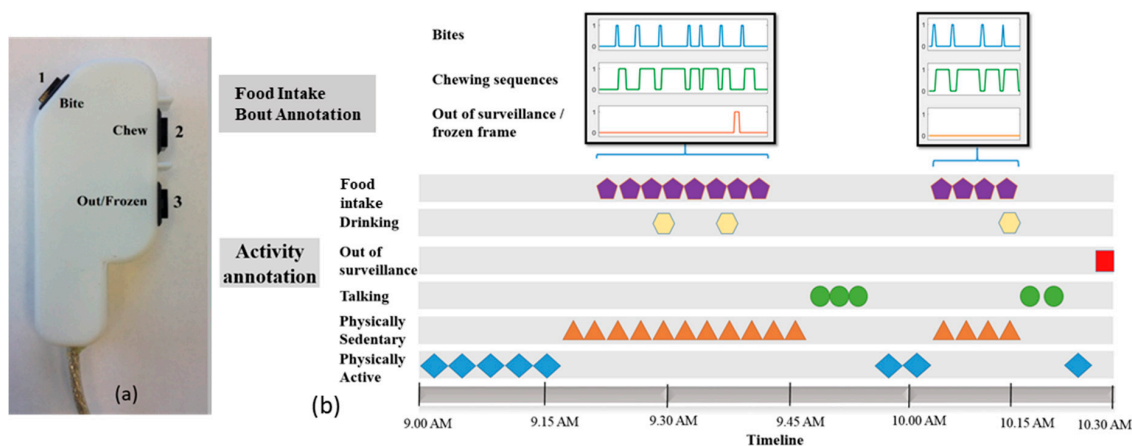 1
Bite
Chew
2
Out/Frozen
3
(a)
Food Intake
Bout Annotation
Activity
annotation
Bites
1
0
1
0
Chewing sequences
1
0
1
0
Out of surveillance /
frozen frame
1
0
1
0
Food
intake
Drinking
Out of
surveillance
Talking
Physically
Sedentary
Physically
Active
(b)
9.00 AM
9.15 AM
9.30 AM
9.45 AM
10.00 AM
10.15 AM
10.30 AM
Timeline